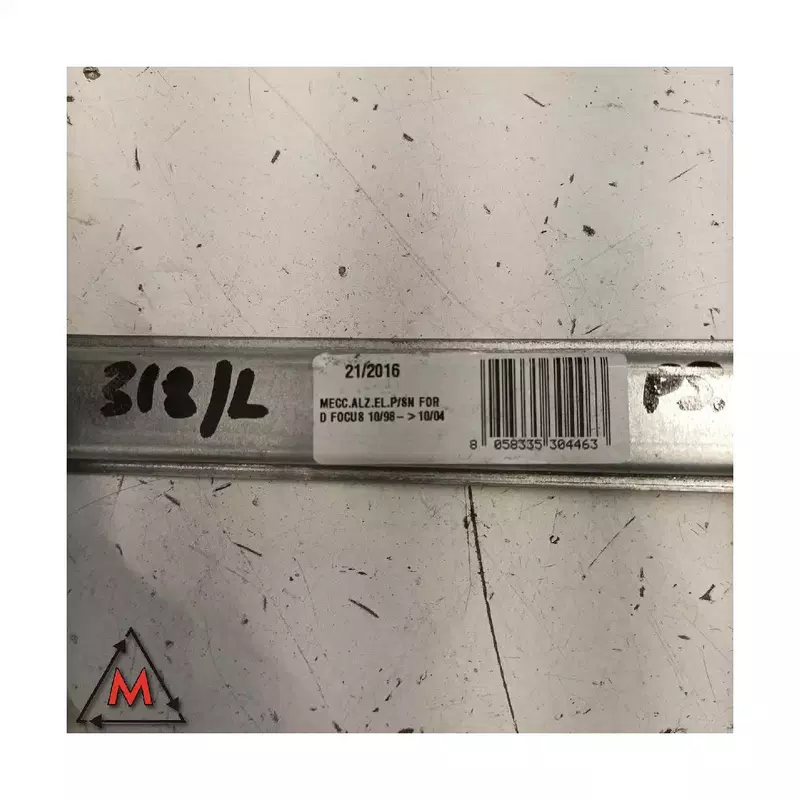 318/L
21/2016
MECC.ALZ.EL.P/SN FOR
D FOCUS 10/98-> 10/04
8 058335 304463
M